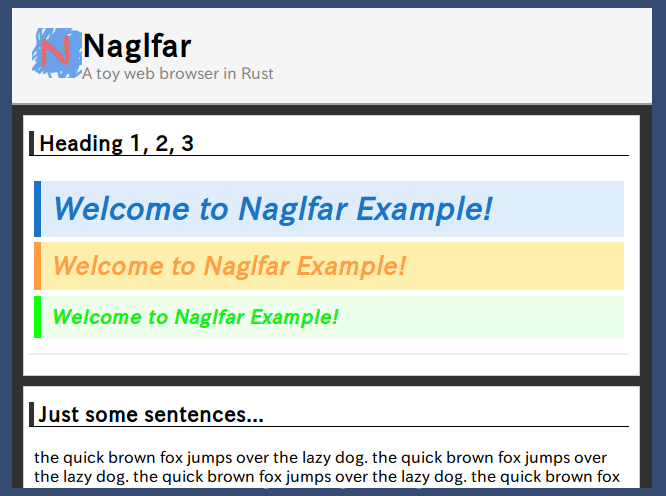 N
Naglfar
A toy web browser in Rust
Heading 1, 2, 3
Welcome to Naglfar Example!
Welcome to Naglfar Example!
Welcome to Naglfar Example!
Just some sentences...
the quick brown fox jumps over the lazy dog. the quick brown fox jumps over
the lazy dog. the quick brown fox jumps over the lazy dog. the quick brown fox